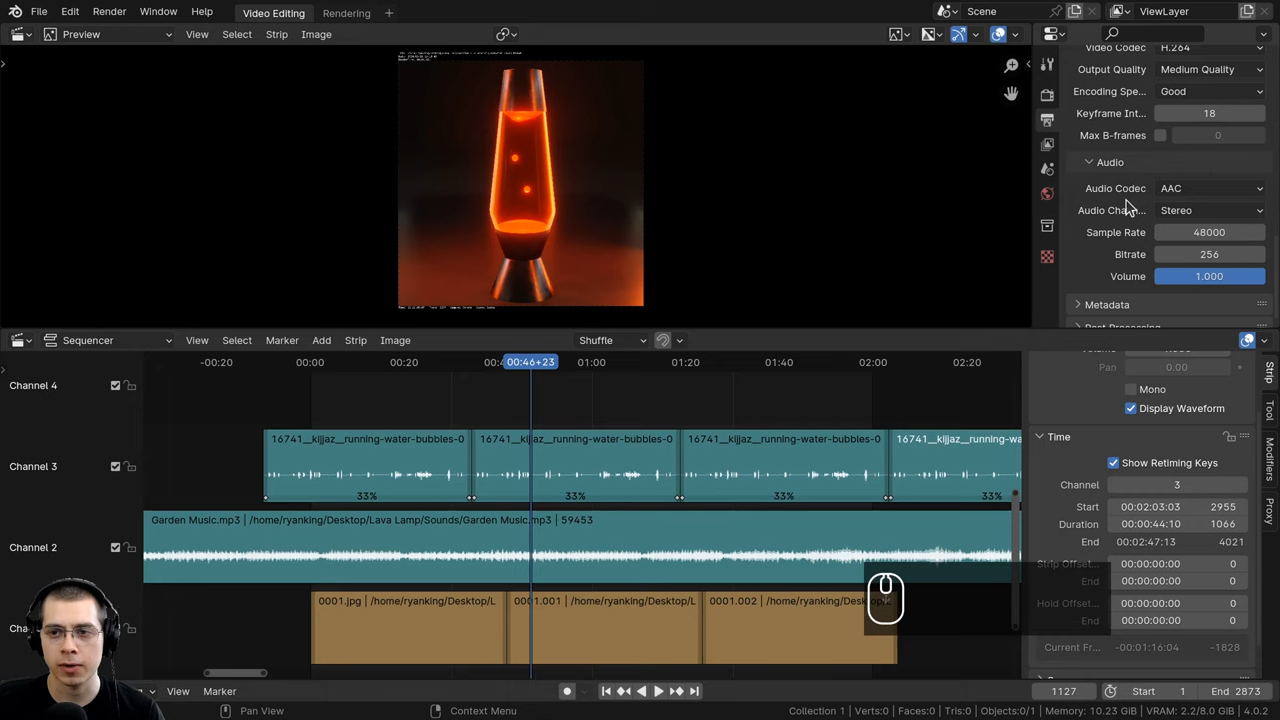 File Edit Render Window Help Video Editing Rendering Scene ViewLayer
Preview View Select Strip Image
Video Codec H.264
Output Quality Medium Quality
Encoding Spe... Good
Keyframe Int... 18
Max B-frames 0
Audio
Audio Codec AAC
Audio Cha... Stereo
Sample Rate 48000
Bitrate 256
Volume 1.000
Metadata
Sequencer View Select Marker Add Strip Image Shuffle
-00:20 00:00 00:20 00:46+23 01:00 01:20 01:40 02:00 02:20
Pan 0.00
Mono
Display Waveform
Time
Show Retiming Keys
Channel 3
Start 00:02:03:03 2955
Duration 00:00:44:10 1066
End 00:02:47:13 4021
Strip Offset... 00:00:00:00 0
End 00:00:00:00 0
Hold Offset... 00:00:00:00 0
End 00:00:00:00 0
Current Fr... -00:01:16:04 -1828
Channel 4
Channel 3
16741__kijjaz__running-water-bubbles-0 16741__kijjaz__running-water-bubbles-0 16741__kijjaz__running-water-bubbles-0 16741__kijjaz__running-wa
33% 33% 33% 33%
Channel 2
Garden Music.mp3 | /home/ryanking/Desktop/Lava Lamp/Sounds/Garden Music.mp3 | 59453
0001.jpg | /home/ryanking/Desktop/L 0001.001 | /home/ryanking/Desktop/L 0001.002 | /home/ryanking/Desktop/L
View Marker 1127 Start 1 End 2873
Pan View Context Menu Collection 1 | Verts:0 | Faces:0 | Tris:0 | Objects:0/1 | Memory: 10.23 GiB | VRAM: 2.2/8.0 GiB | 4.0.2